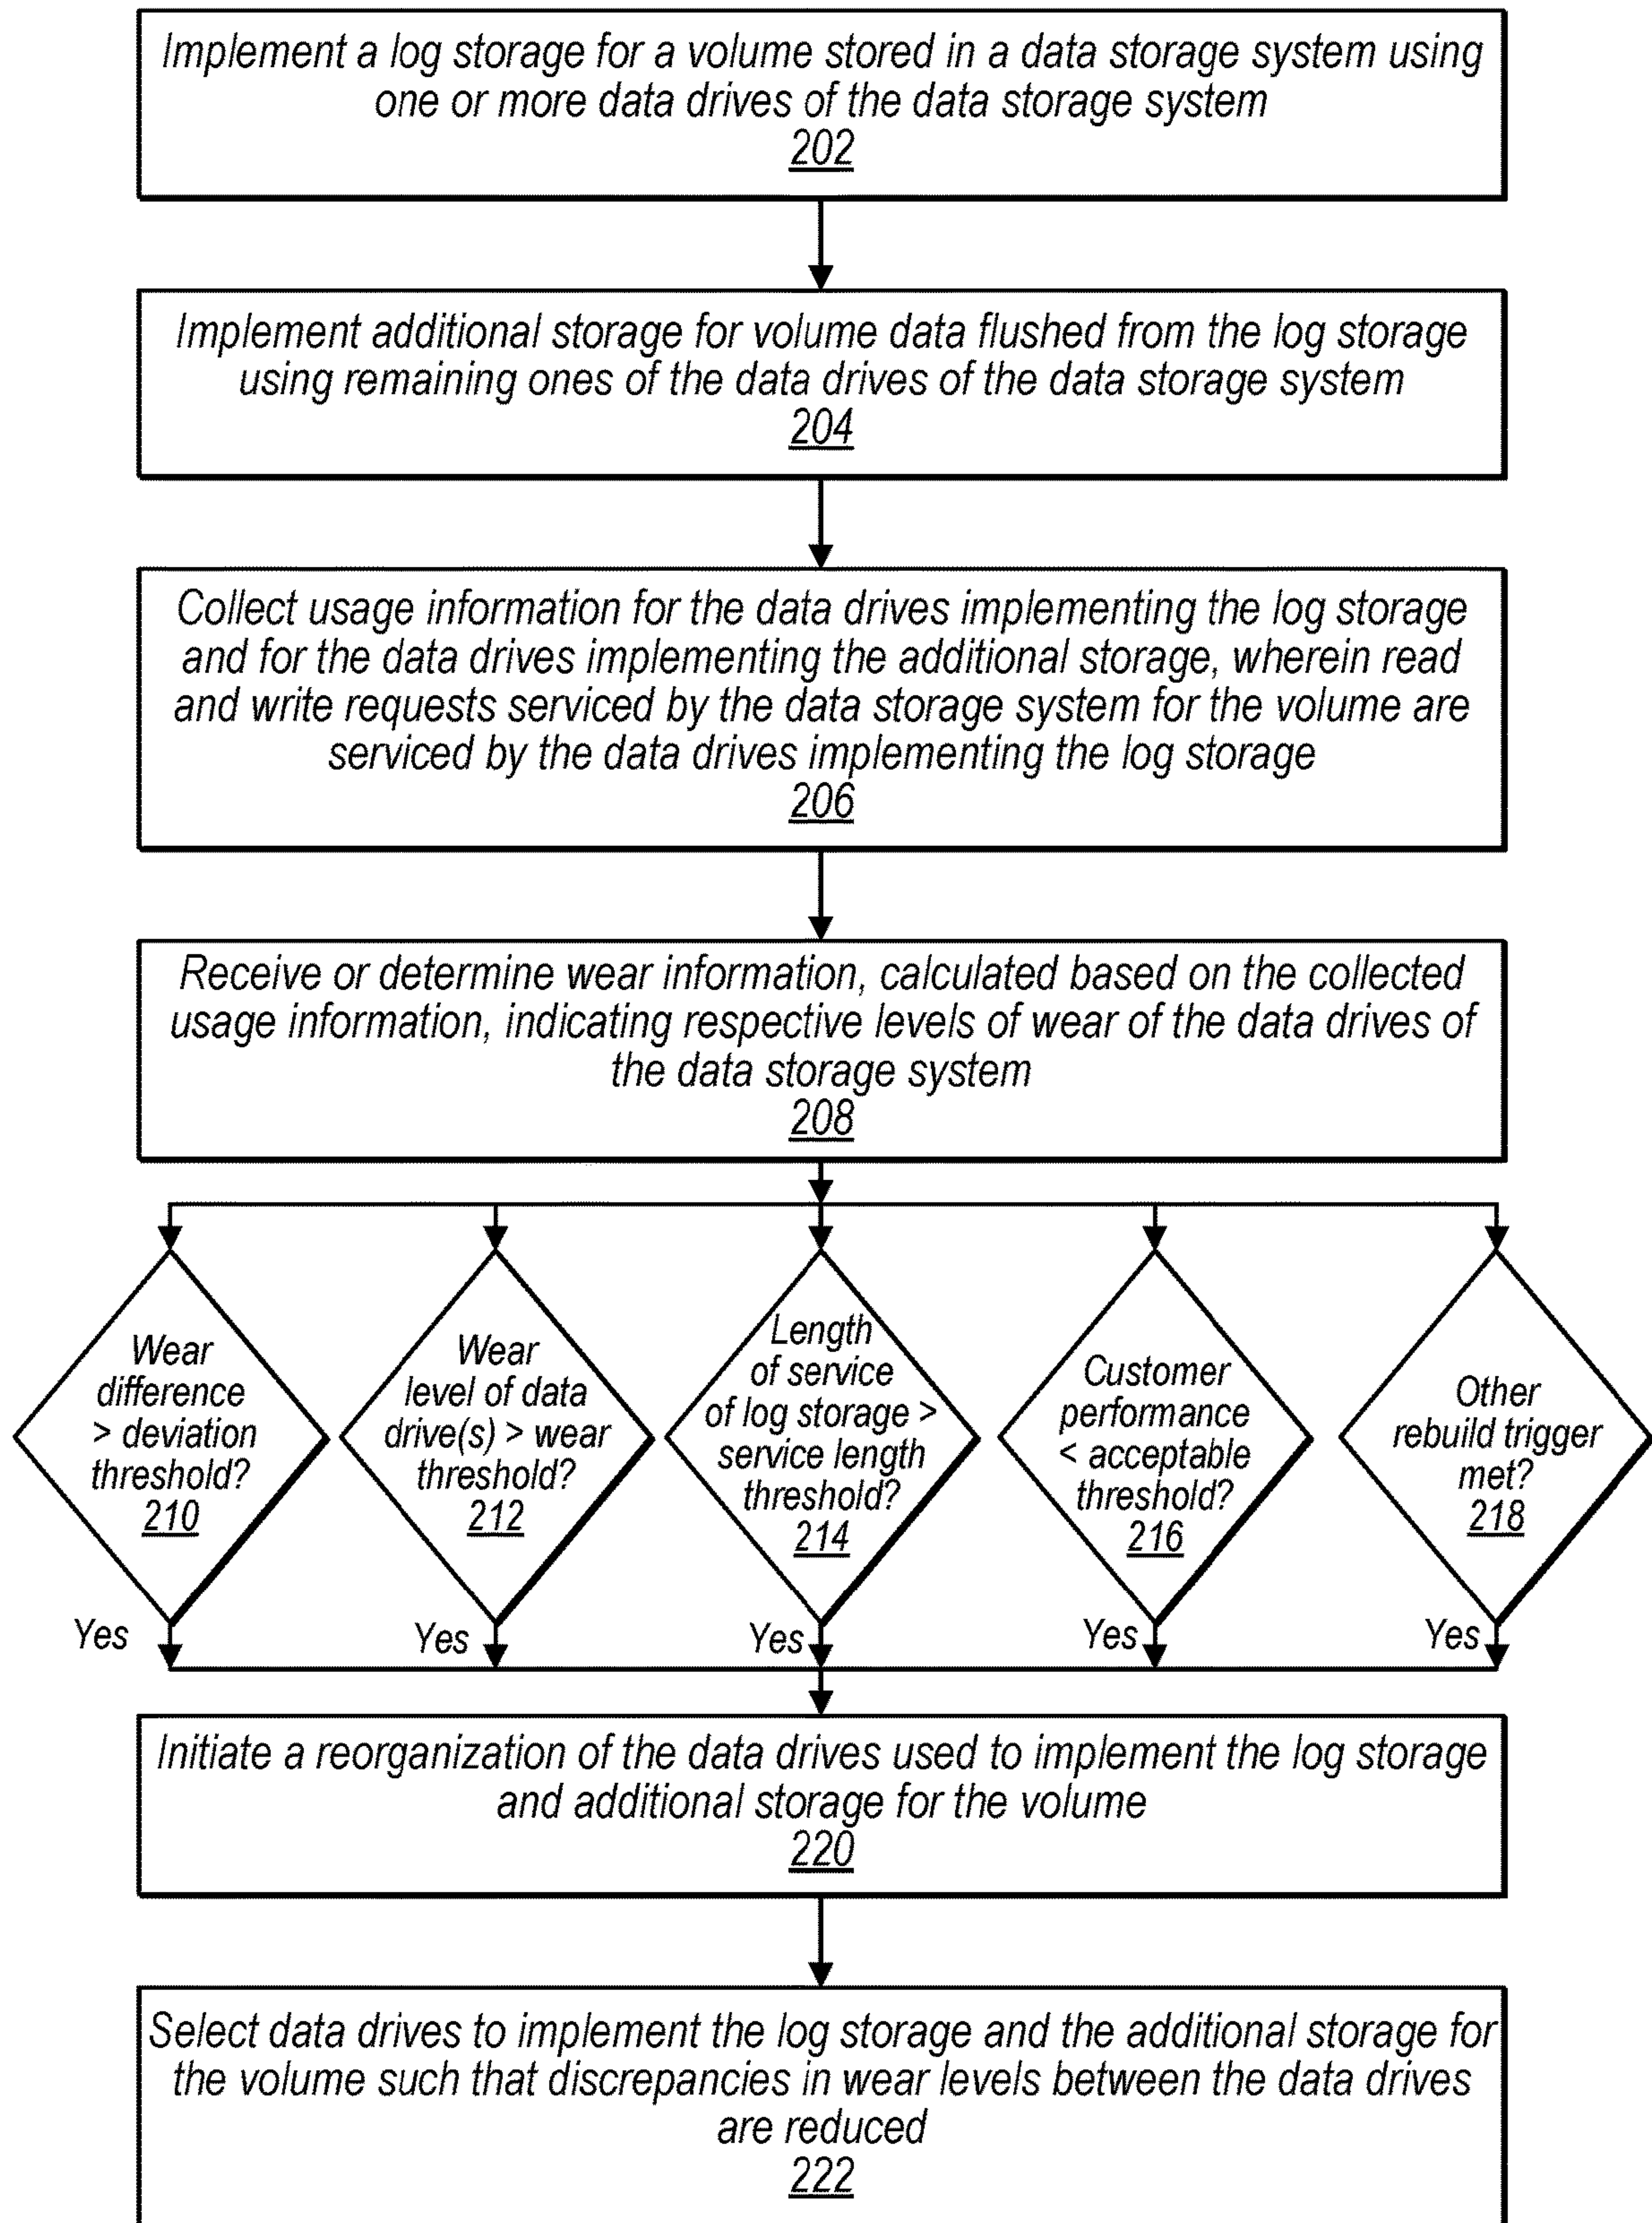 Implement a log storage for a volume stored in a data storage system using
one or more data drives of the data storage system
202
Implement additional storage for volume data flushed from the log storage
using remaining ones of the data drives of the data storage system
204
Collect usage information for the data drives implementing the log storage
and for the data drives implementing the additional storage, wherein read
and write requests serviced by the data storage system for the volume are
serviced by the data drives implementing the log storage
206
Receive or determine wear information, calculated based on the collected
usage information, indicating respective levels of wear of the data drives of
the data storage system
208
Wear
difference
> deviation
threshold?
210
Wear
level of data
drive(s) > wear
threshold?
212
Length
of service
of log storage >
service length
threshold?
214
Customer
performance
< acceptable
threshold?
216
Other
rebuild trigger
met?
218
Yes
Yes
Yes
Yes
Yes
Initiate a reorganization of the data drives used to implement the log storage
and additional storage for the volume
220
Select data drives to implement the log storage and the additional storage for
the volume such that discrepancies in wear levels between the data drives
are reduced
222